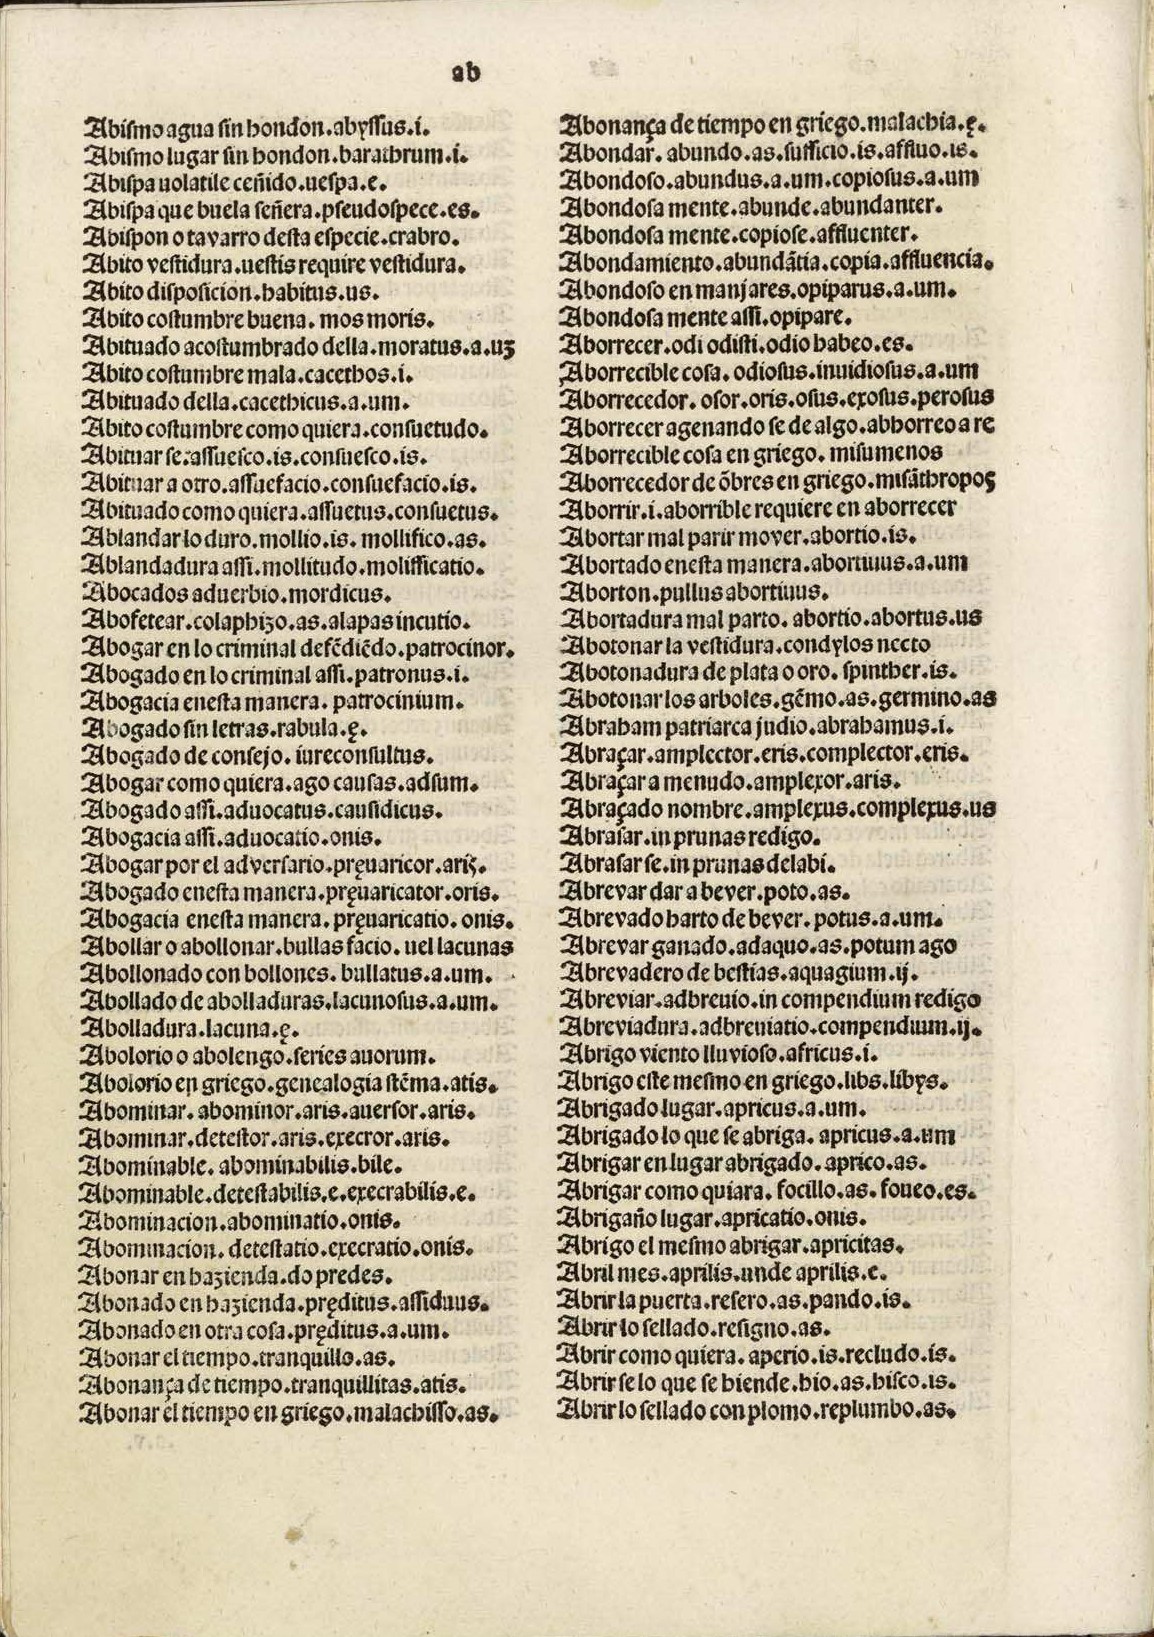 ab
Abismo agua sin hondon.abyssus.i.
Abismo lugar sin hondon.barathrum.i.
Abispa uolatile ceñido.uespa.e.
Abispa que buela señera.pseudospece.es.
Abispon o tavarro desta especie.crabro.
Abito vestidura.uestis require vestidura.
Abito disposicion.habitus.us.
Abito costumbre buena. mos moris.
Abituado acostumbrado della.moratus.a.uʒ
Abito costumbre mala.cacethos.i.
Abituado della.cacethicus.a.um.
Abito costumbre como quiera.consuetudo.
Abituar se.assuesco.is.consuesco.is.
Abituar a otro.assuefacio.consuefacio.is.
Abituado como quiera.assuetus.consuetus.
Ablandar lo duro.mollio.is. mollifico.as.
Ablandadura assi.mollitudo.molifficatio.
Abocados aduerbio.mordicus.
Abofetear.colaphizo.as.alapas incutio.
Abogar en lo criminal defẽdiẽdo.patrocinor.
Abogado en lo criminal assi.patronus.i.
Abogacia enesta manera. patrocinium.
Abogado sin letras.rabula.ę.
Abogado de consejo. iureconsultus.
Abogar como quiera.ago causas.adsum.
Abogado assi.aduocatus.causidicus.
Abogacia assi.aduocatio.onis.
Abogar por el adversario.pręuaricor.aris.
Abogado enesta manera.pręuaricator.oris.
Abogacia enesta manera. pręuaricatio. onis.
Abollar o abollonar.bullas facio. uel lacunas
Abollonado con bollones. bullatus.a.um.
Abollado de abolladuras.lacunosus.a.um.
Abolladura.lacuna.ę.
Abolorio o abolengo.series auorum.
Abolorio en griego.genealogia stẽma.atis.
Abominar. abominor.aris.auersor.aris.
Abominar.detestor.aris.execror.aris.
Abominable. abominabilis.bile.
Abominable.detestabilis.e.execrabilis.e.
Abominacion.abominatio.onis.
Abominacion. detestatio.execratio.onis.
Abonar en hazienda.do predes.
Abonado en hazienda.pręditus.assiduus.
Abonado en otra cosa.pręditus.a.um.
Abonar el tiempo.tranquillo.as.
Abonança de tiempo.tranquillitas.atis.
Abonar el tiempo en griego.malachisso.as.
Abonança de tiempo en griego.malachia.ę.
Abondar. abundo.as.sufficio.is.affluo.is.
Abondoso.abundus.a.um.copiosus.a.um
Abondosa mente.abunde.abundanter.
Abondosa mente.copiose.affluenter.
Abondamiento.abundãtia.copia.affluencia.
Abondoso en manjares.opiparus.a.um.
Abondosa mente assi.opipare.
Aborrecer.odi odisti.odio habeo.es.
Aborrecible cosa. odiosus.inuidiosus.a.um
Aborrecedor. osor.oris.osus.exosus.perosus
Aborrecer agenando se de algo.abhorreo a re
Aborrecible cosa en griego. misumenos
Aborrecedor de õbres en griego.misãthropos
Aborrir.i.aborrible requiere en aborrecer
Abortar mal parir mover.abortio.is.
Abortado enesta manera.abortiuus.a.um
Aborton.pullus abortiuus.
Abortadura mal parto. abortio.abortus.us
Abotonar la vestidura.condylos necto
Abotonadura de plata o oro. spinther.is.
Abotonar los arboles.gẽmo.as.germino.as
Abraham patriarca judio.abrahamus.i.
Abraçar.amplector.eris.complector.eris.
Abraçar a menudo.amplexor.aris.
Abraçado nombre.amplexus.complexus.us
Abrasar.in prunas redigo.
Abrasar se.in prunas delabi.
Abrevar dar a bever.poto.as.
Abrevado harto de bever. potus.a.um.
Abrevar ganado.adaquo.as.potum ago
Abrevadero de bestias.aquagium.ij.
Abreviar.adbreuio.in compendium redigo
Abreviadura.adbreuiatio.compendium.ij.
Abrigo viento lluvioso.africus.i.
Abrigo este mesmo en griego.libs.libys.
Abrigado lugar.apricus.a.um.
Abrigado lo que se abriga. apricus.a.um
Abrigar en lugar abrigado. aprico.as.
Abrigar como quiara. focillo.as. foueo.es.
Abrigaño lugar.apricatio.onis.
Abrigo el mesmo abrigar.apricitas.
Abril mes.aprilis.unde aprilis.e.
Abrir la puerta.resero.as.pando.is.
Abrir lo sellado.resigno.as.
Abrir como quiera. aperio.is.recludo.is.
Abrir se lo que se hiende.hio.as.hisco.is.
Abrir lo sellado con plomo.replumbo.as.